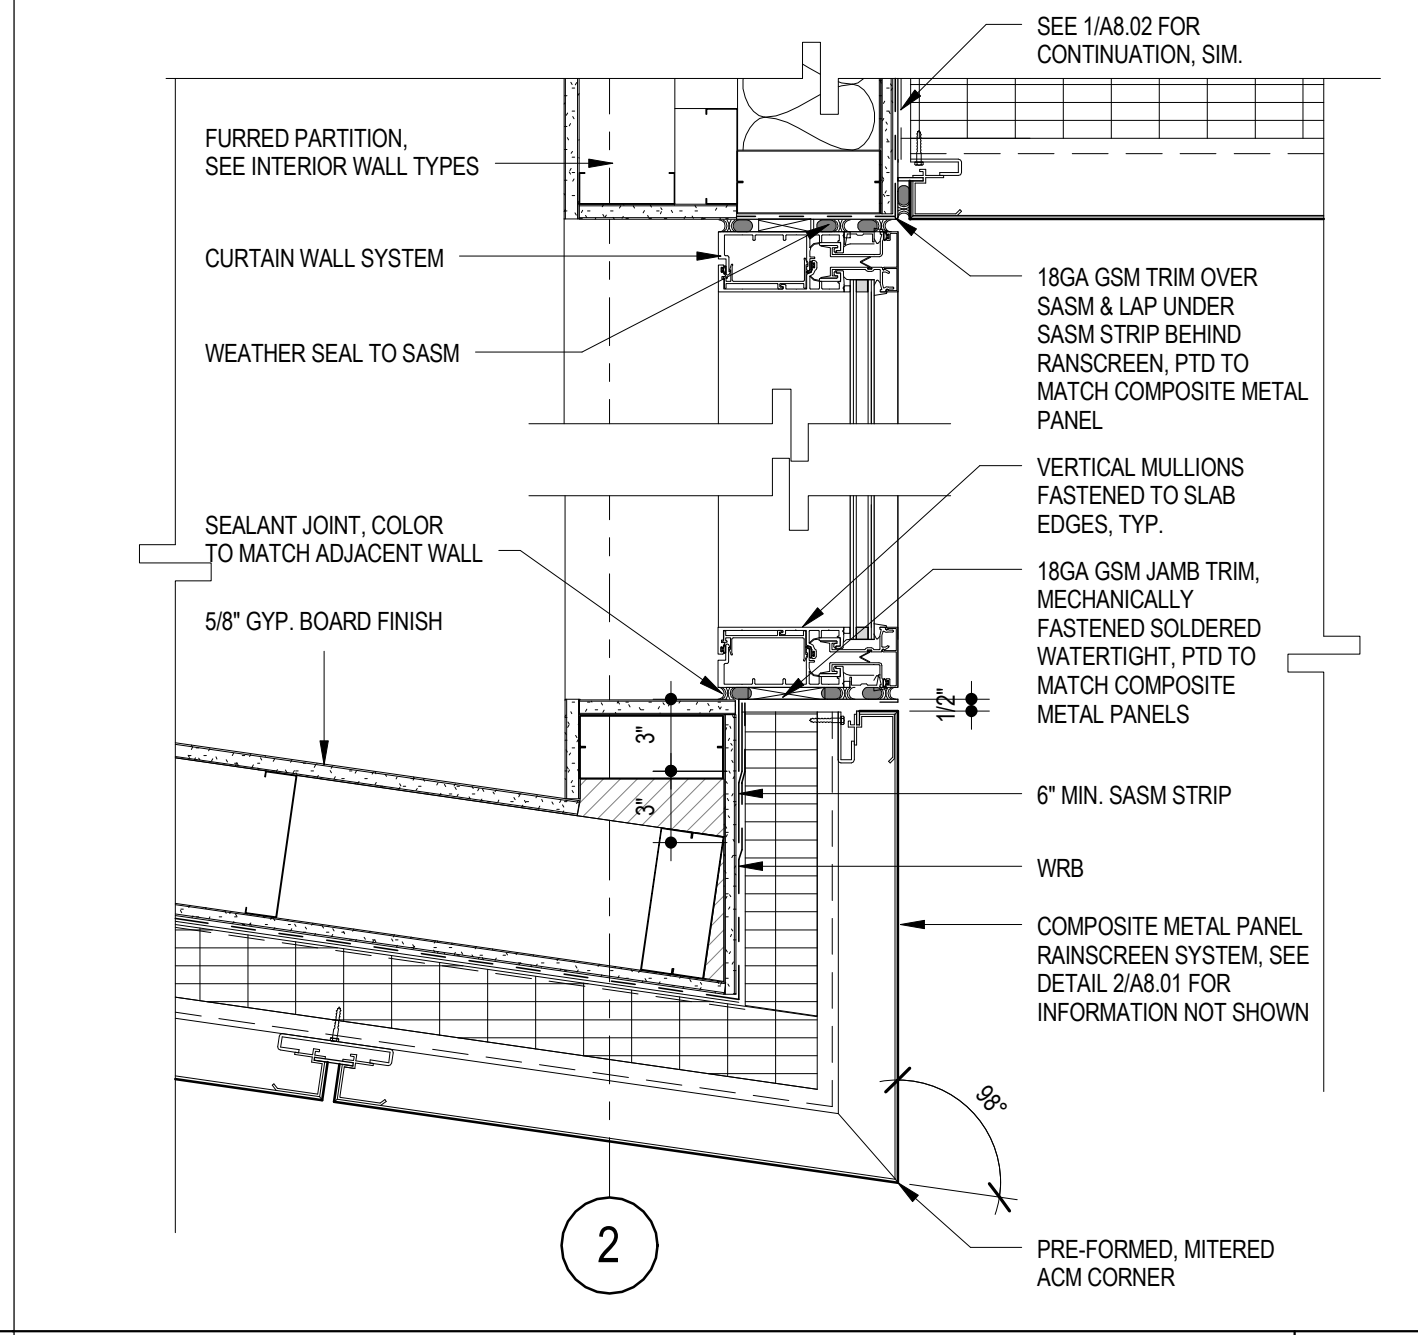 SEE 1/A8.02 FOR
CONTINUATION, SIM.
FURRED PARTITION,
SEE INTERIOR WALL TYPES
CURTAIN WALL SYSTEM
WEATHER SEAL TO SASM
18GA GSM TRIM OVER
SASM & LAP UNDER
SASM STRIP BEHIND
RANSCREEN, PTD TO
MATCH COMPOSITE METAL
PANEL
VERTICAL MULLIONS
FASTENED TO SLAB
EDGES, TYP.
SEALANT JOINT, COLOR
TO MATCH ADJACENT WALL
5/8" GYP. BOARD FINISH
18GA GSM JAMB TRIM,
MECHANICALLY
FASTENED SOLDERED
WATERTIGHT, PTD TO
MATCH COMPOSITE
METAL PANELS
1/2"
3"
3"
6" MIN. SASM STRIP
WRB
COMPOSITE METAL PANEL
RAINSCREEN SYSTEM, SEE
DETAIL 2/A8.01 FOR
INFORMATION NOT SHOWN
98°
2
PRE-FORMED, MITERED
ACM CORNER